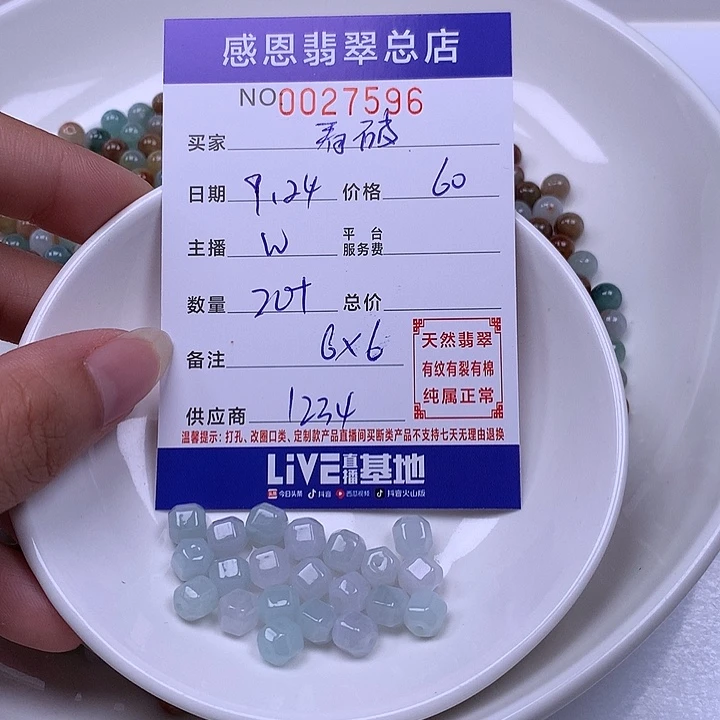 感恩翡翠总店
NO0027596
买家
日期 9.24 价格 60
主播 W 平台服务费
数量 20+ 总价
备注 6×6
天然翡翠
有纹有裂有棉
纯属正常
供应商 1234
温馨提示：打孔、改圈口类、定制款产品直播间买断类产品不支持七天无理由退换
LiVE直播基地
今日头条 抖音 西瓜视频 抖音火山版